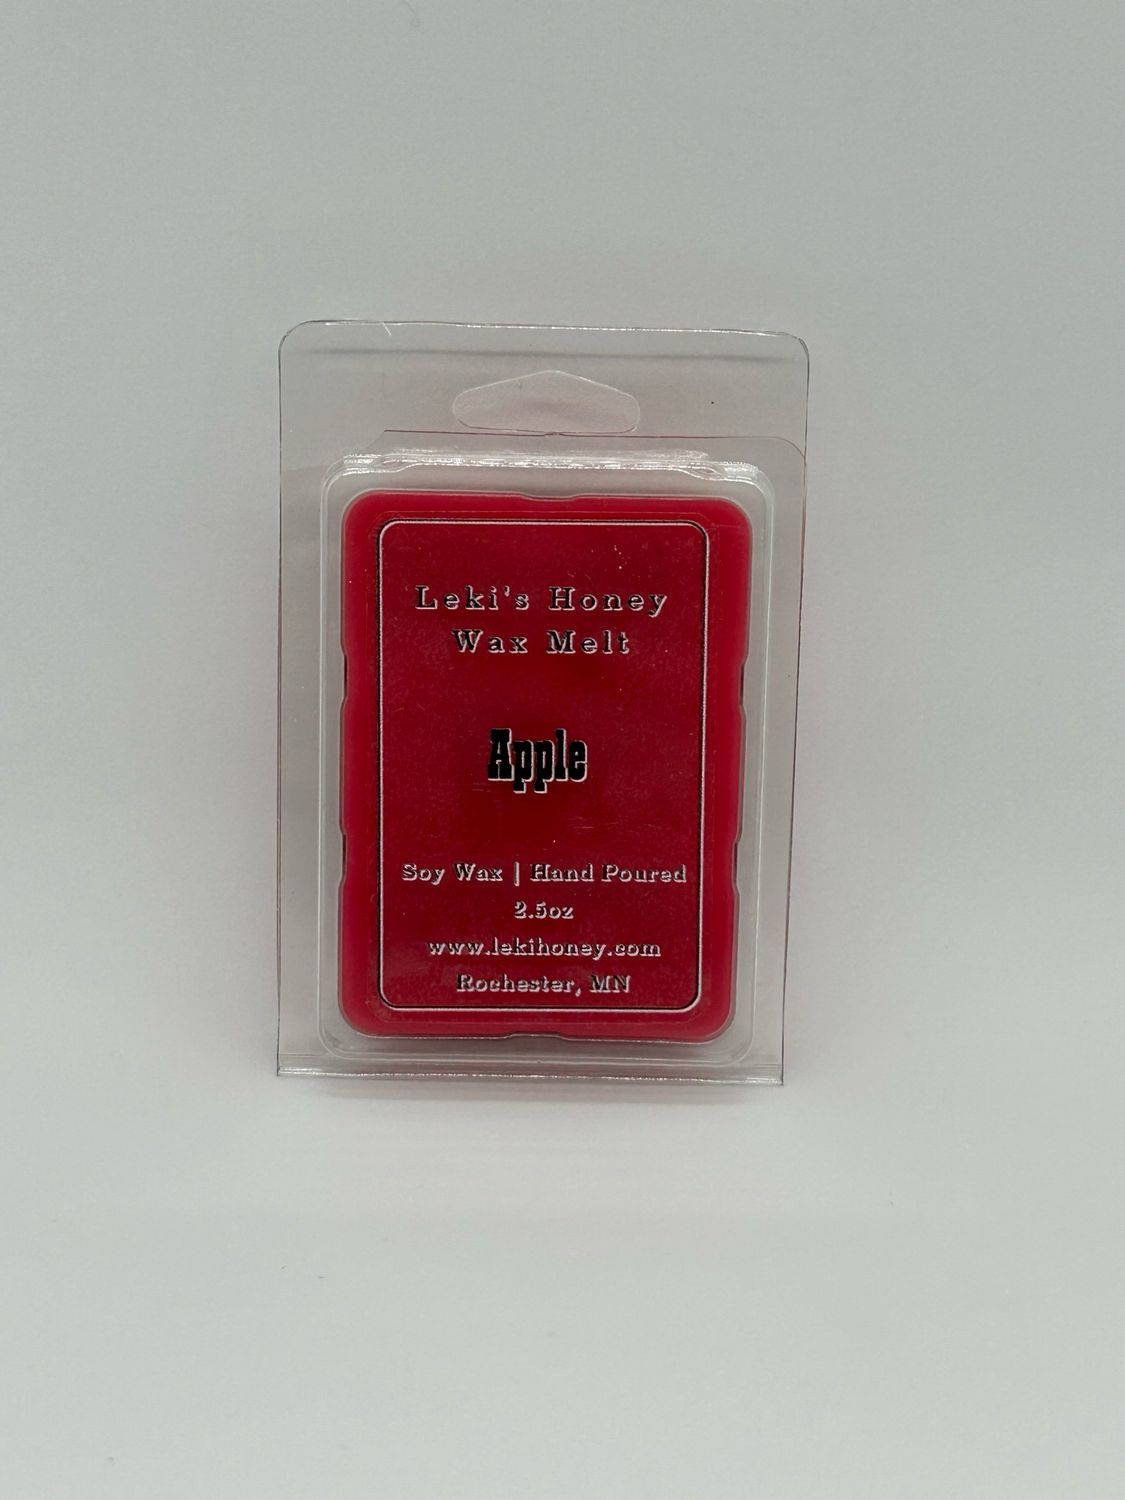 Leki's Honey
Wax Melt
Apple
Soy Wax | Hand Poured
2.5oz
www.lekihoney.com
Rochester, MN